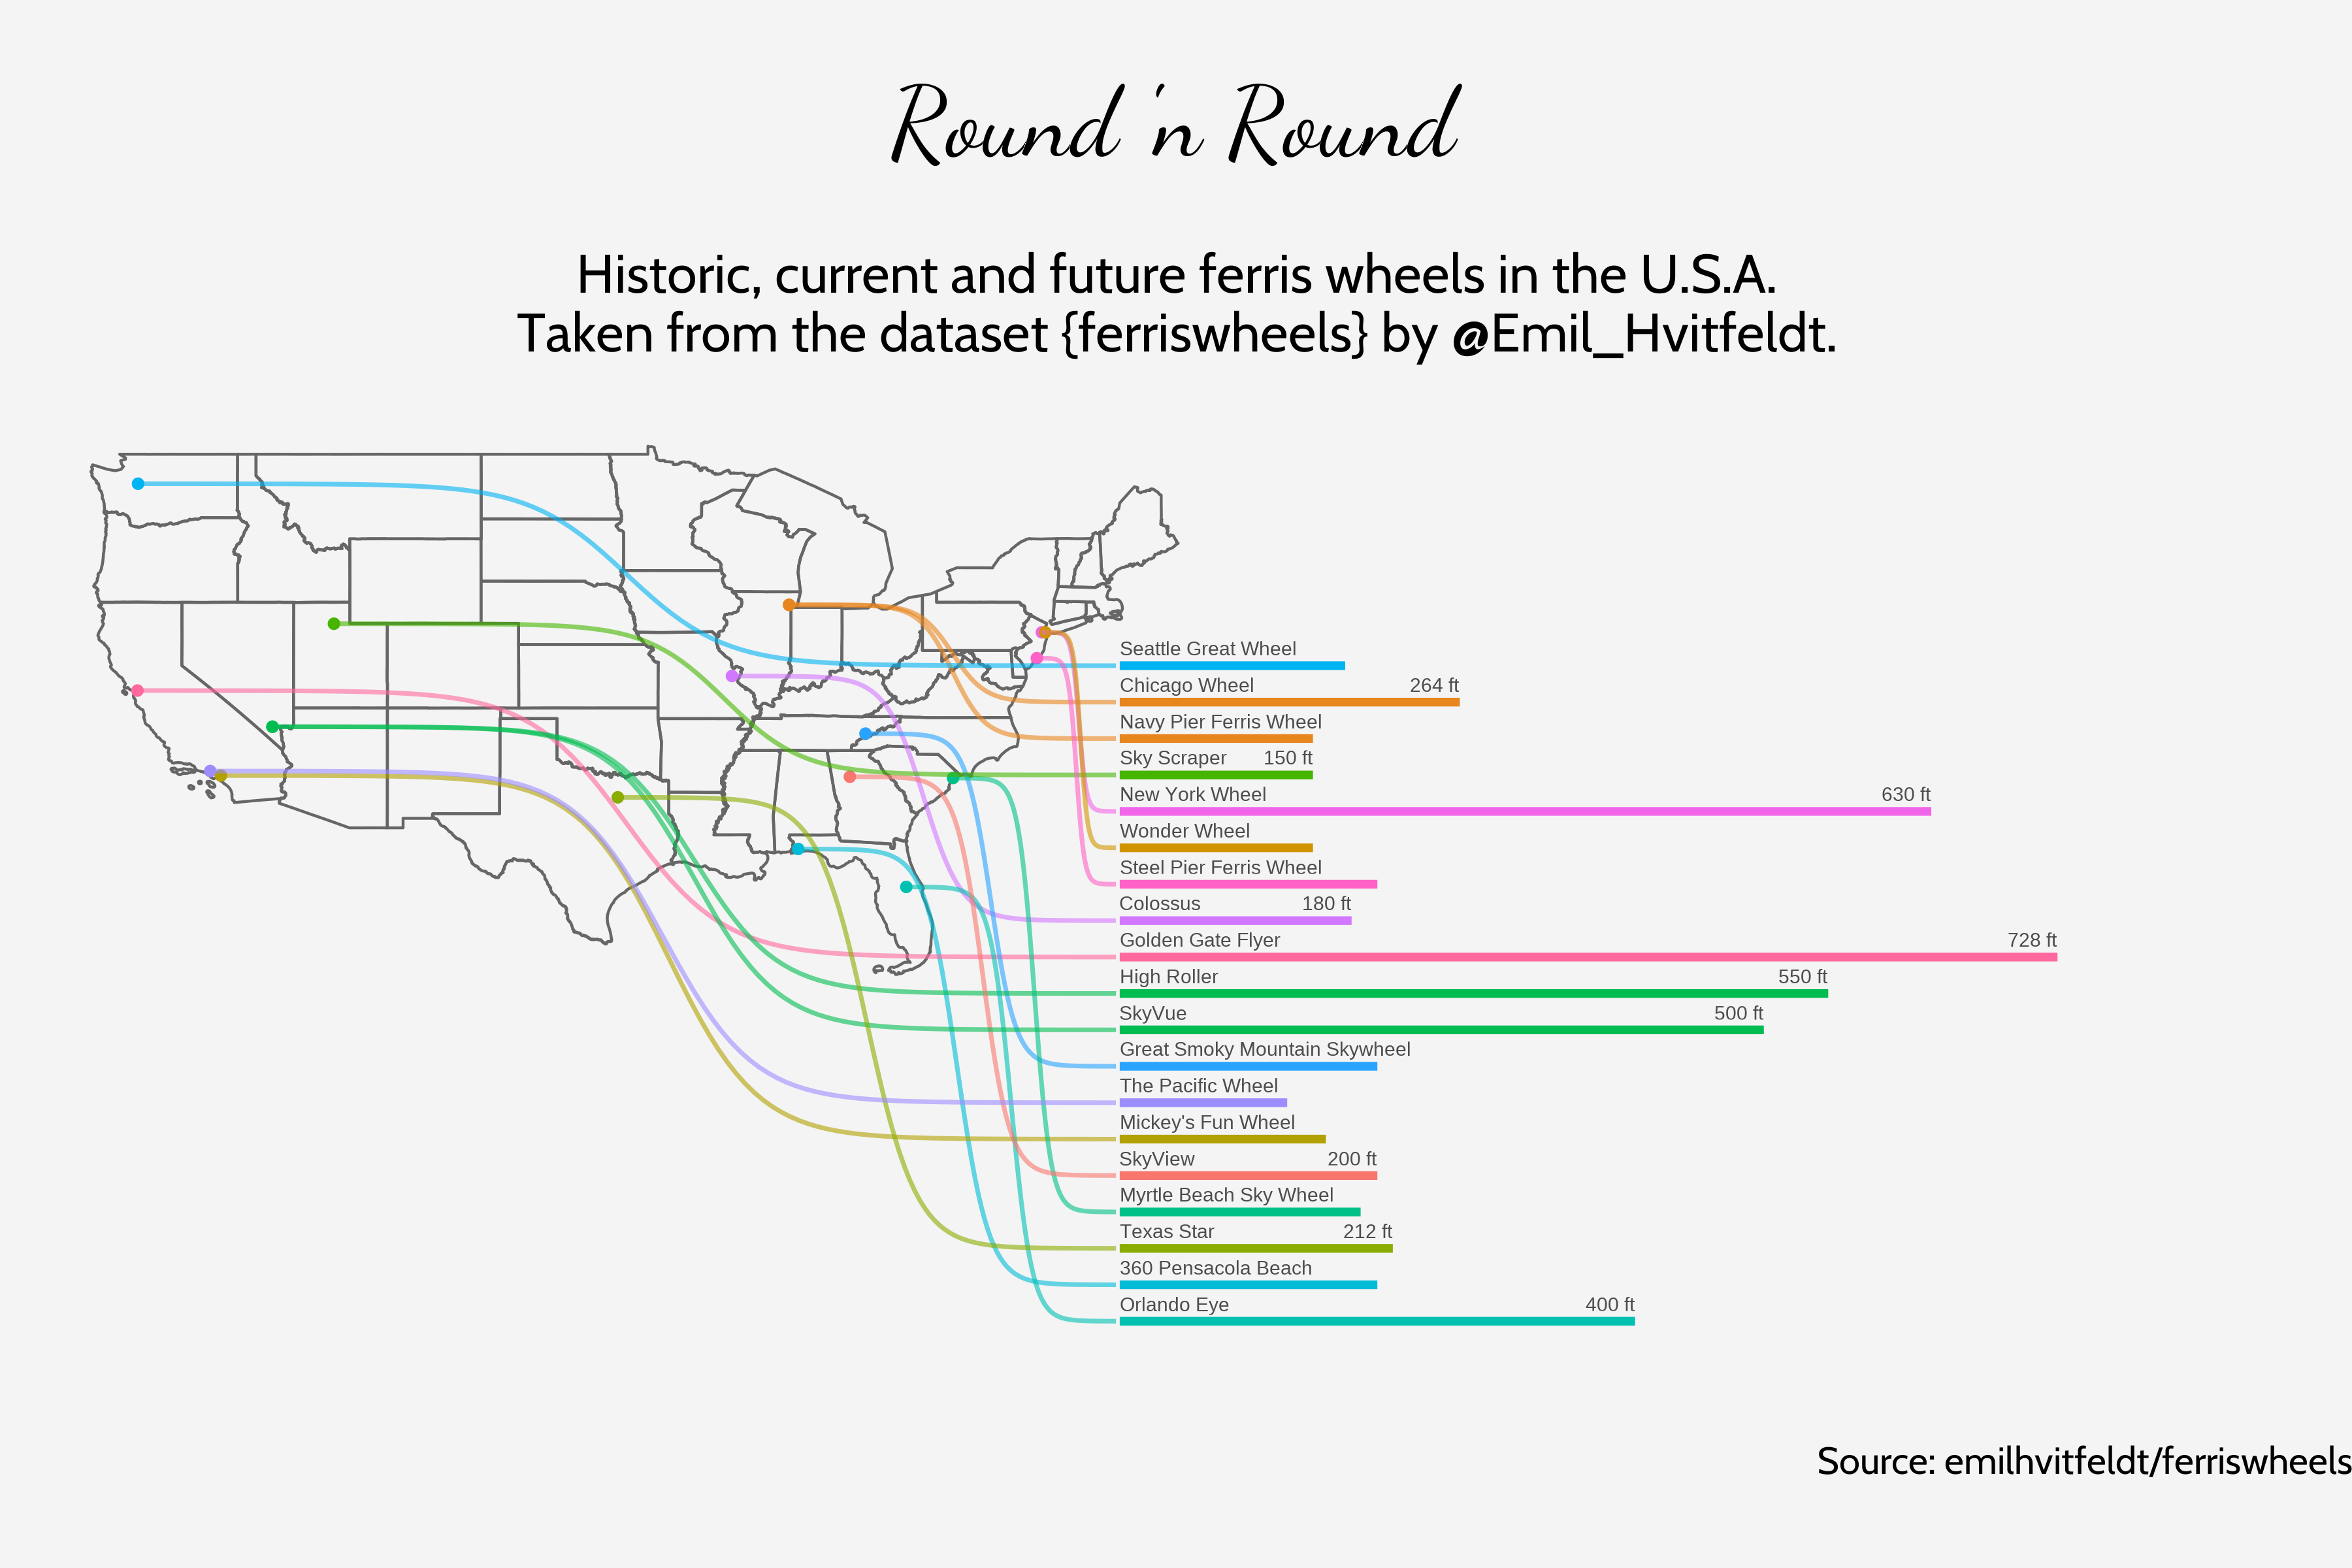 Round 'n Round
Historic, current and future ferris wheels in the U.S.A.
Taken from the dataset {ferriswheels} by @Emil_Hvitfeldt.
Seattle Great Wheel
Chicago Wheel 264 ft
Navy Pier Ferris Wheel
Sky Scraper 150 ft
New York Wheel 630 ft
Wonder Wheel
Steel Pier Ferris Wheel
Colossus 180 ft
Golden Gate Flyer 728 ft
High Roller 550 ft
SkyVue 500 ft
Great Smoky Mountain Skywheel
The Pacific Wheel
Mickey's Fun Wheel
SkyView 200 ft
Myrtle Beach Sky Wheel
Texas Star 212 ft
360 Pensacola Beach
Orlando Eye 400 ft
Source: emilhvitfeldt/ferriswheels